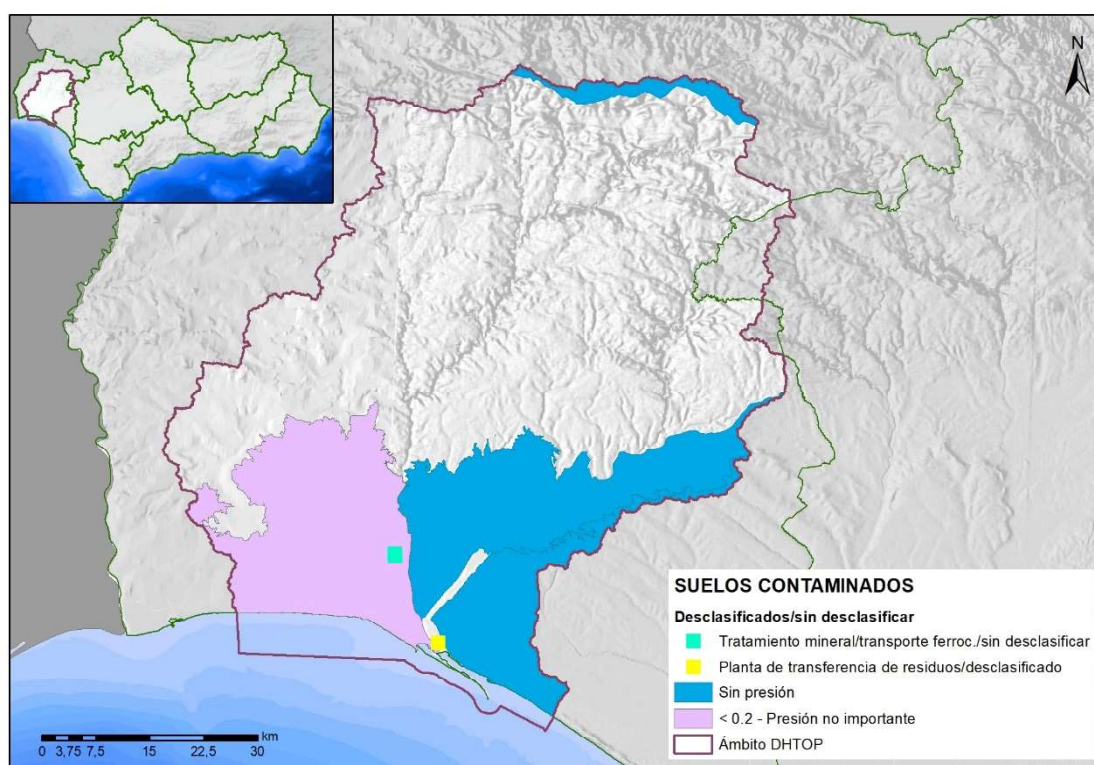 N
SUELOS CONTAMINADOS
Desclasificados/sin desclasificar
Tratamiento mineral/transporte ferroc./sin desclasificar
Planta de transferencia de residuos/desclasificado
Sin presión
< 0.2 - Presión no importante
Ámbito DHTOP
km
0 3,75 7,5 15 22,5 30